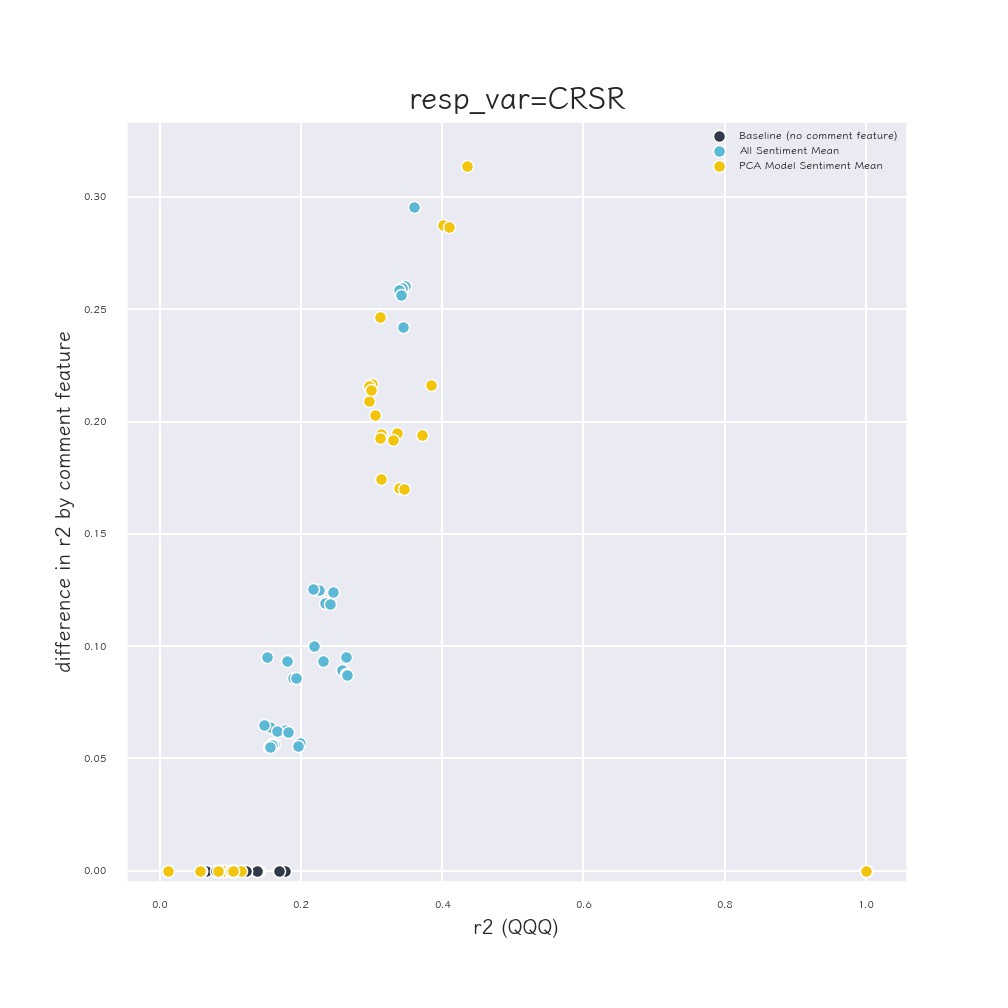 resp_var=CRSR
Baseline (no comment feature)
All Sentiment Mean
PCA Model Sentiment Mean
difference in r2 by comment feature
0.30
0.25
0.20
0.15
0.10
0.05
0.00
0.0 0.2 0.4 0.6 0.8 1.0
r2 (QQQ)